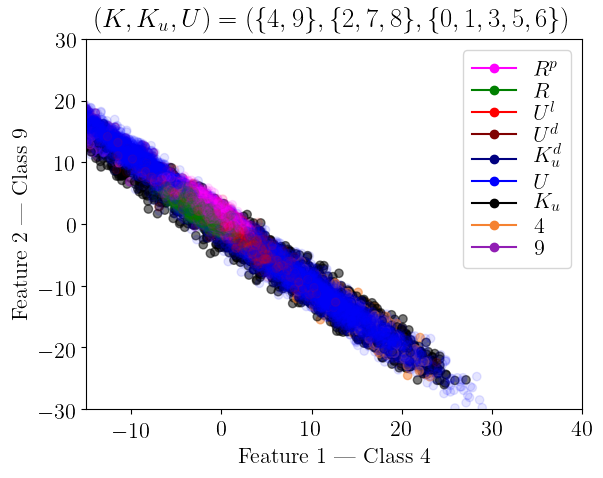 (K, K_u, U) = ({4, 9}, {2, 7, 8}, {0, 1, 3, 5, 6})
30
20
10
0
−10
−20
−30
Feature 2 — Class 9
R^p
R
U^l
U^d
K_u^d
U
K_u
4
9
−10 0 10 20 30 40
Feature 1 — Class 4